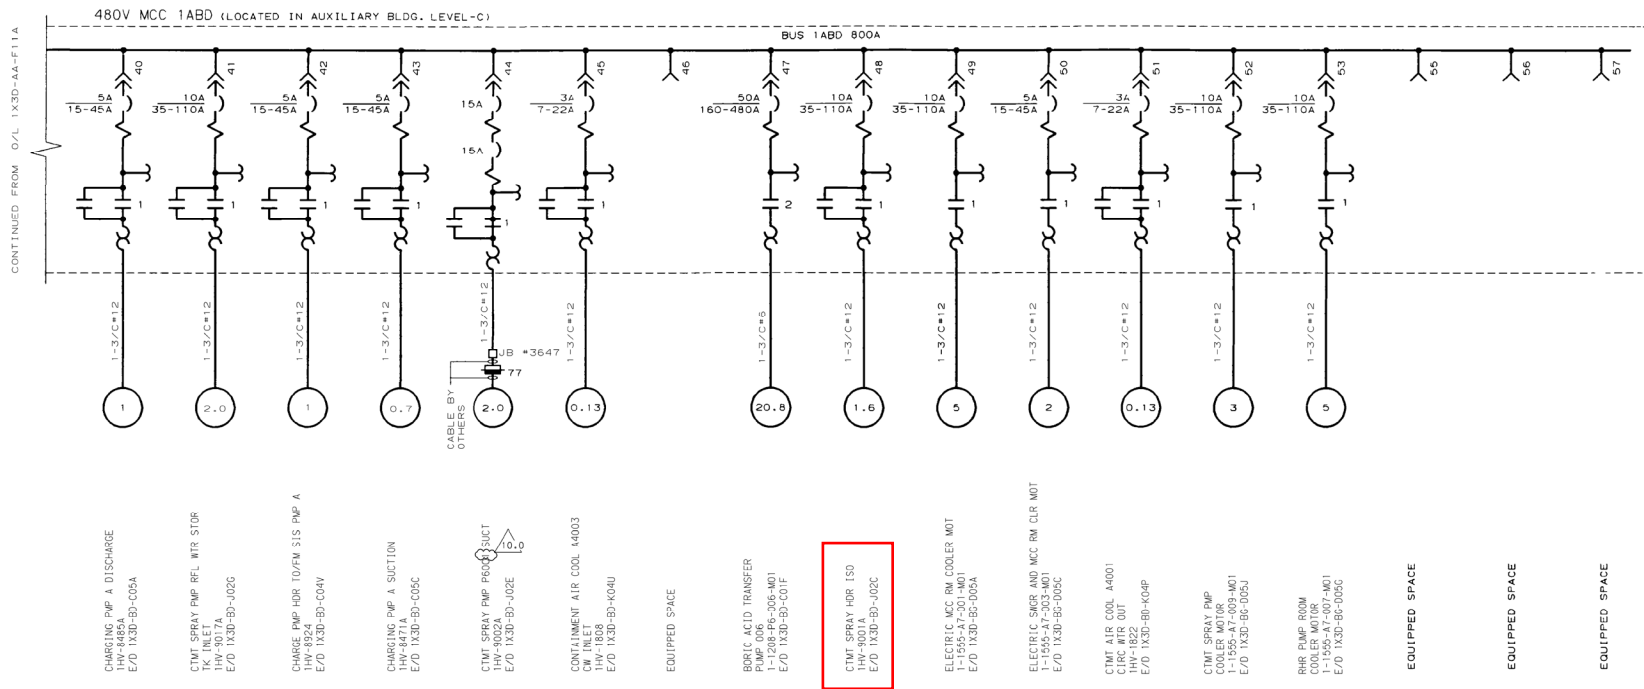 480V MCC 1ABD (LOCATED IN AUXILIARY BLDG. LEVEL-C)
BUS 1ABD 800A
CONTINUED FROM D/L 1X3D-AA-F11A
40
41
42
43
44
45
46
47
48
49
50
51
52
53
55
56
57
5A
15-45A
10A
35-110A
5A
15-45A
5A
15-45A
15A
15A
3A
7-22A
50A
160-480A
10A
35-110A
10A
35-110A
5A
15-45A
3A
7-22A
10A
35-110A
10A
35-110A
1
1
1
1
1
1
2
1
1
1
1
1
1
1-3/C#12
1-3/C#12
1-3/C#12
1-3/C#12
1-3/C#12
1-3/C#12
1-3/C#6
1-3/C#12
1-3/C#12
1-3/C#12
1-3/C#12
1-3/C#12
1-3/C#12
JB #3647
77
CABLE BY
OTHERS
1
2.0
1
0.7
2.0
0.13
20.8
1.6
5
2
0.13
3
5
CHARGING PMP A DISCHARGE
1HV-8485A
E/D 1X3D-BD-C05A
CTMT SPRAY PMP RFL WTR STOR
TK INLET
1HV-9017A
E/D 1X3D-BD-J02G
CHARGE PMP HDR TO/FM SIS PMP A
1HV-8924
E/D 1X3D-BD-C04V
CHARGING PMP A SUCTION
1HV-8471A
E/D 1X3D-BD-C05C
CTMT SPRAY PMP SUCT
1HV-9002A
E/D 1X3D-BD-J02E
10.0
CONTAINMENT AIR COOL A4003
CW INLET
1HV-1808
E/D 1X3D-BD-K04U
EQUIPPED SPACE
BORIC ACID TRANSFER
PUMP 006
1-1208-P6-006-M01
E/D 1X3D-BD-C01F
CTMT SPRAY HDR ISO
1HV-9001A
E/D 1X3D-BD-J02C
ELECTRIC MCC RM COOLER MOT
1-1555-A7-001-M01
E/D 1X3D-BG-D05A
ELECTRIC SWGR AND MCC RM CLR MOT
1-1555-A7-003-M01
E/D 1X3D-BG-D05C
CTMT AIR COOL A4001
CIRC WTR OUT
1HV-1822
E/D 1X3D-BD-K04P
CTMT SPRAY PMP
COOLER MOTOR
1-1555-A7-009-M01
E/D 1X3D-BG-D05J
RHR PUMP ROOM
COOLER MOTOR
1-1555-A7-007-M01
E/D 1X3D-BG-D05G
EQUIPPED SPACE
EQUIPPED SPACE
EQUIPPED SPACE